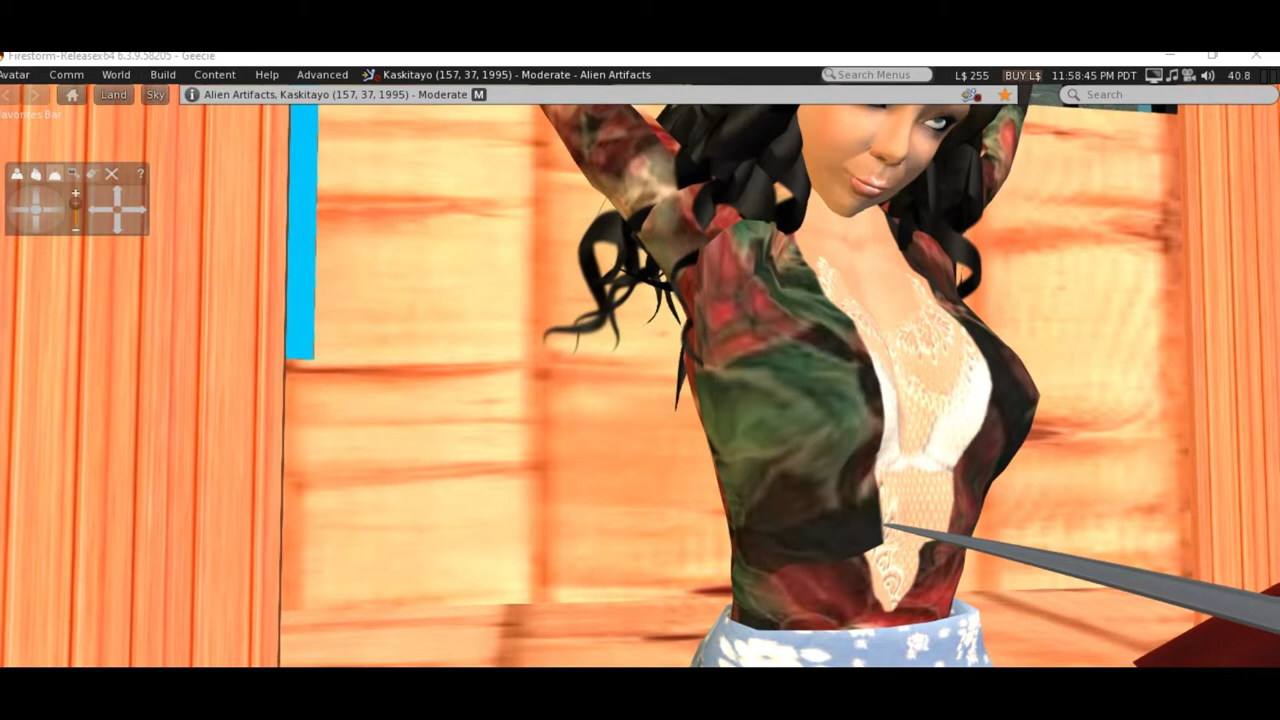 Firestorm-Releasex64 6.3.9.58205 - Geecie
Avatar Comm World Build Content Help Advanced Kaskitayo (157, 37, 1995) - Moderate - Alien Artifacts Search Menus L$ 255 BUY L$ 11:58:45 PM PDT 40.8
Land Sky Alien Artifacts, Kaskitayo (157, 37, 1995) - Moderate M Search
avorites Bar
?